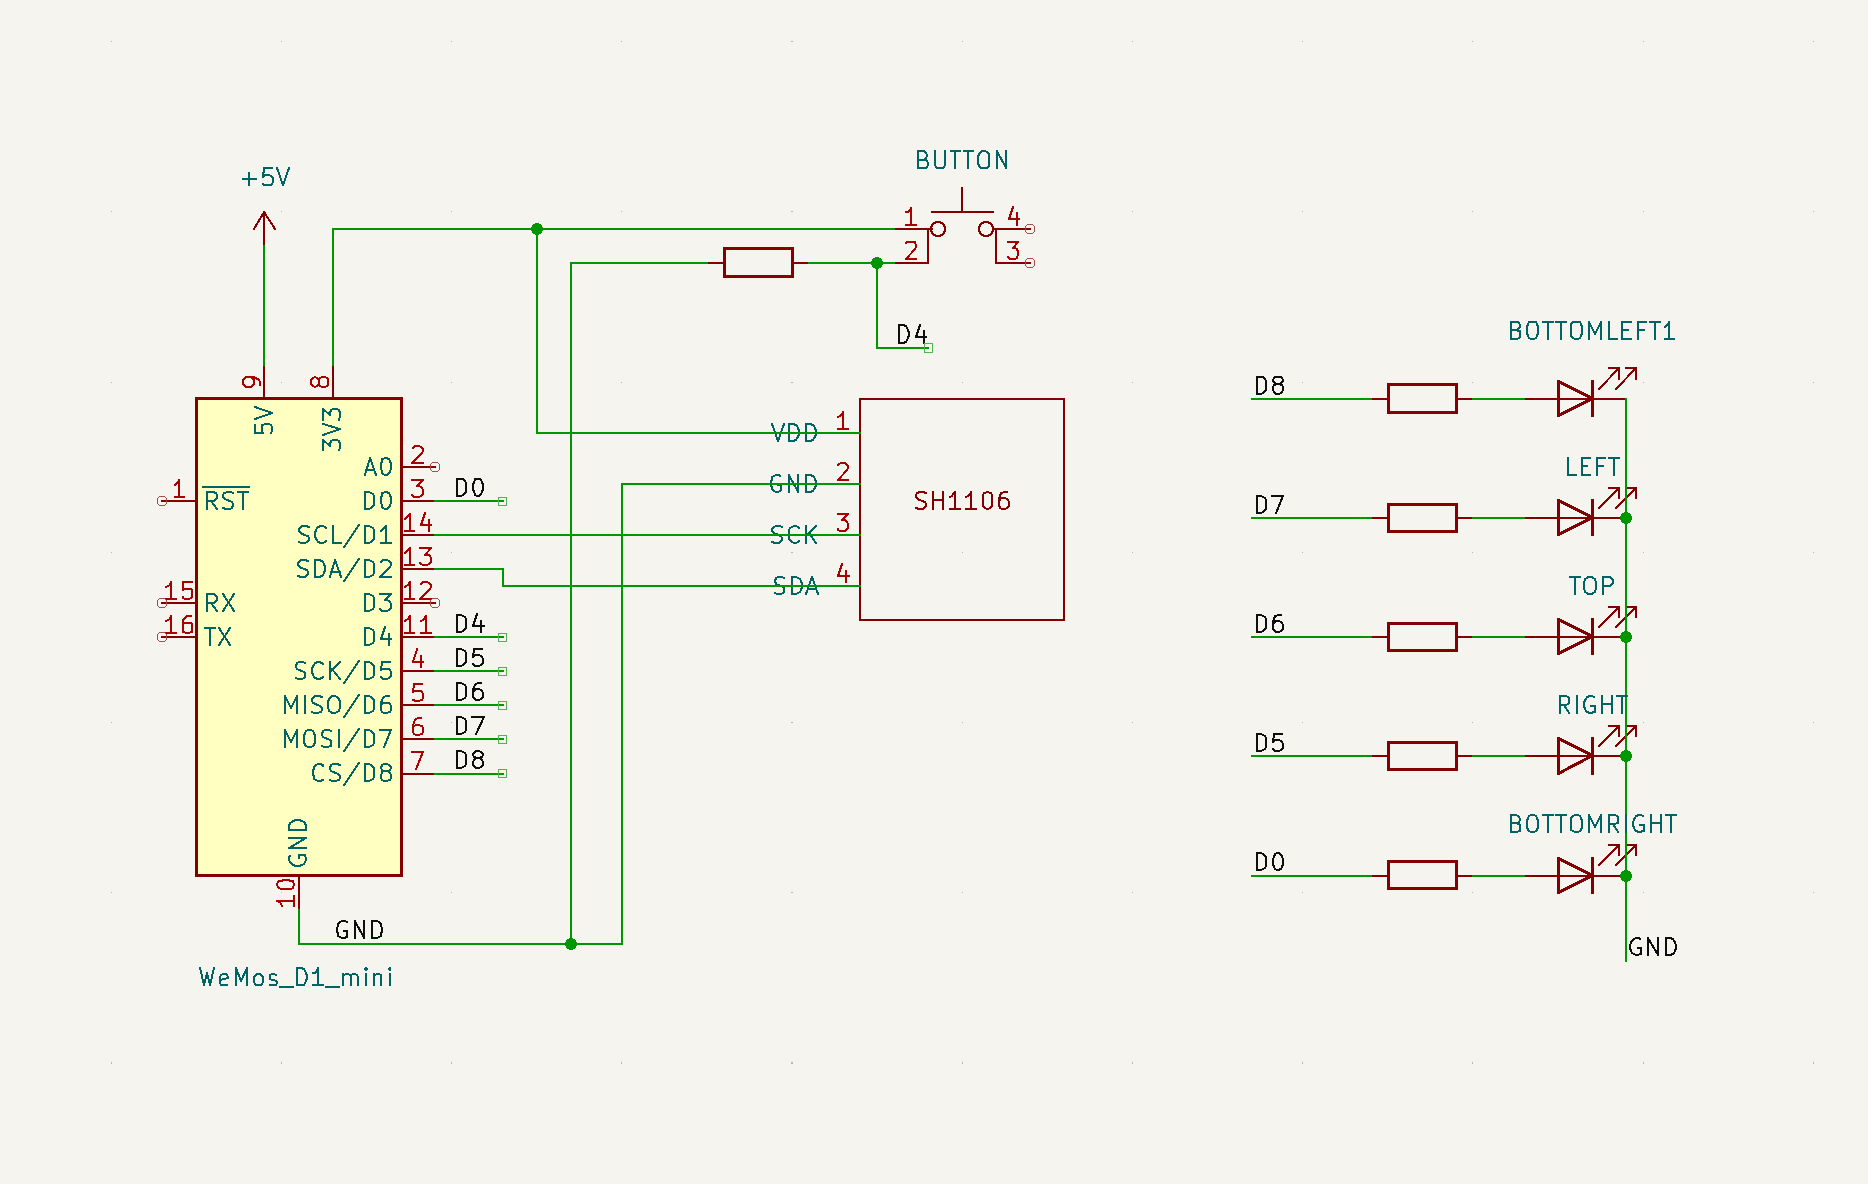 BUTTON
+5V
1
4
2
3
D4
BOTTOMLEFT1
9
8
5V
3V3
D8
VDD
1
A0
2
LEFT
1
RST
D0
3
D0
GND
2
SH1106
D7
SCL/D1
14
SCK
3
SDA/D2
13
SDA
4
TOP
15
RX
D3
12
16
TX
D4
11
D4
D6
SCK/D5
4
D5
MISO/D6
5
D6
RIGHT
MOSI/D7
6
D7
D5
CS/D8
7
D8
GND
BOTTOMRIGHT
D0
10
GND
GND
WeMos_D1_mini